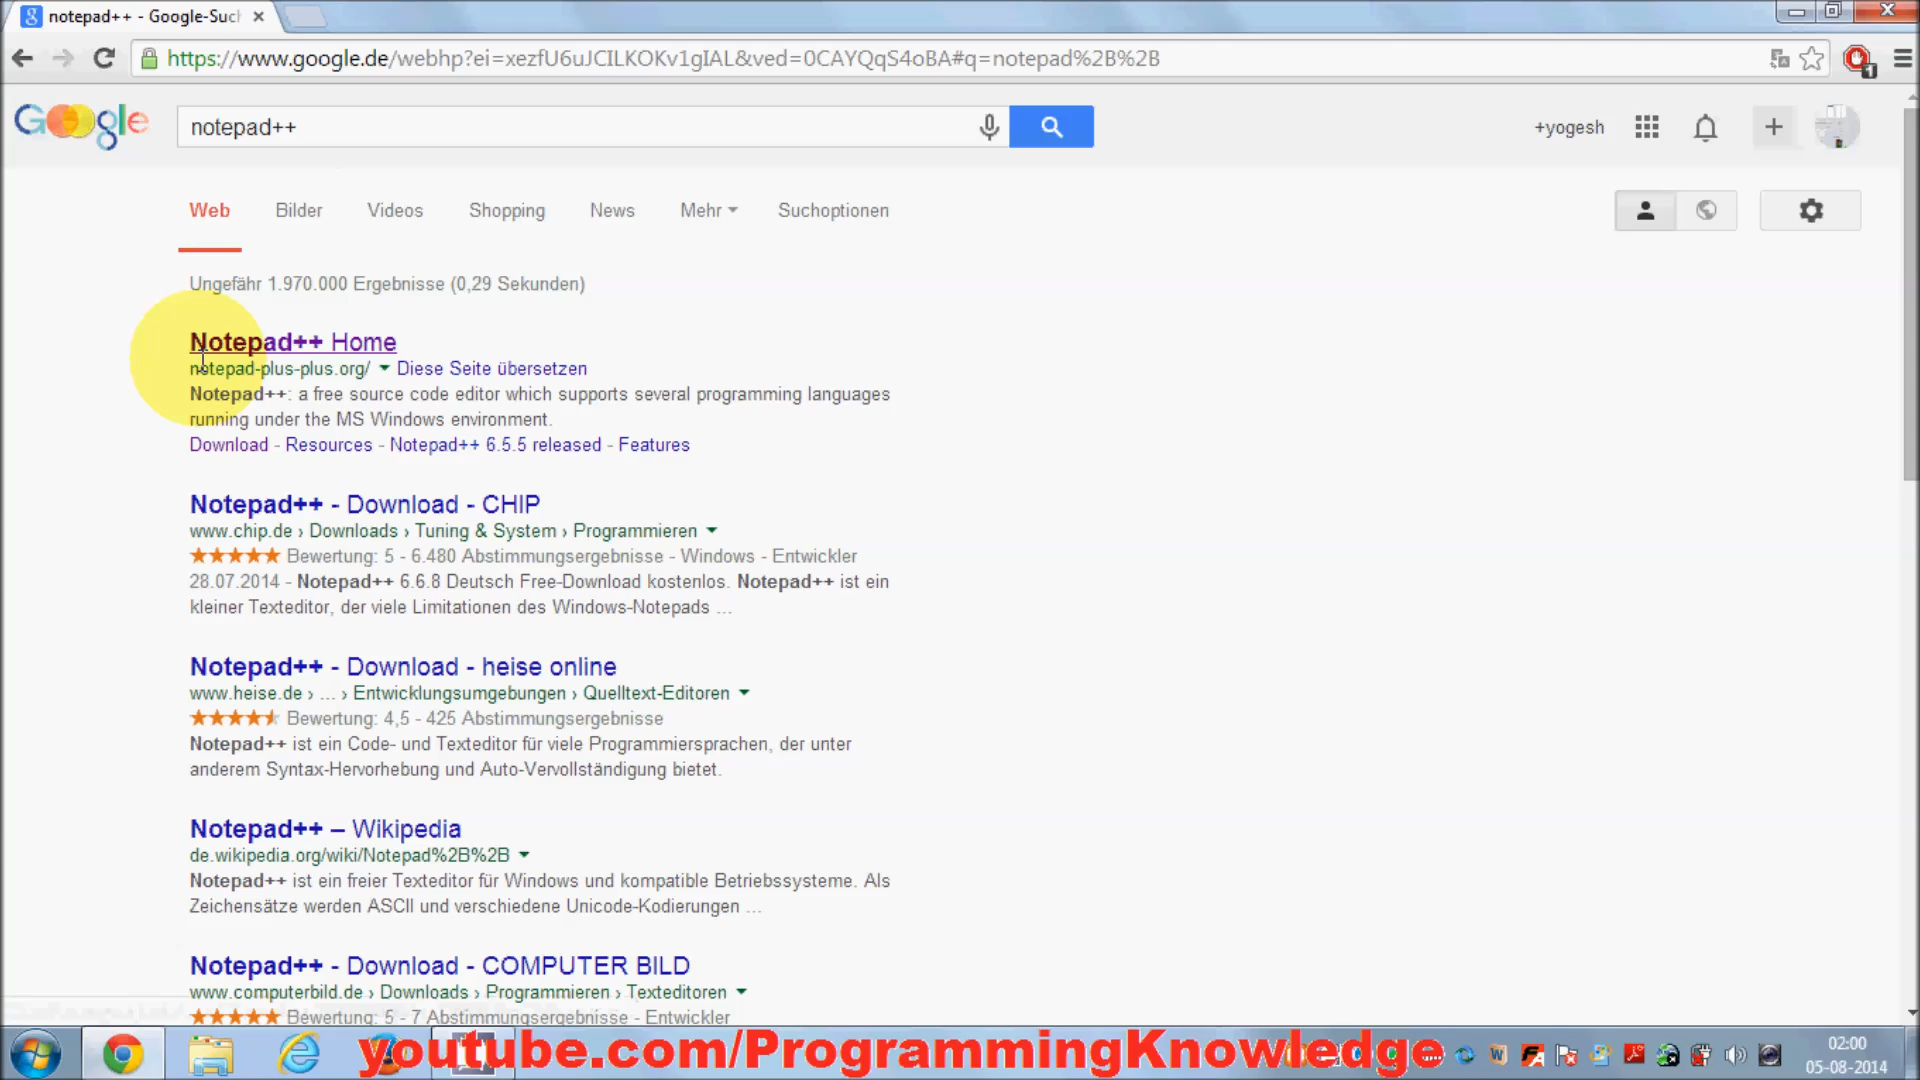 notepad++ - Google-Such
https://www.google.de/webhp?ei=xezfU6uJCILKOKv1gIAL&ved=0CAYQqS4oBA#q=notepad%2B%2B
1
Google
notepad++
+yogesh
Web Bilder Videos Shopping News Mehr Suchoptionen
Ungefähr 1.970.000 Ergebnisse (0,29 Sekunden)
Notepad++ Home
notepad-plus-plus.org/ Diese Seite übersetzen
Notepad++: a free source code editor which supports several programming languages
running under the MS Windows environment.
Download - Resources - Notepad++ 6.5.5 released - Features
Notepad++ - Download - CHIP
www.chip.de › Downloads › Tuning & System › Programmieren
Bewertung: 5 - 6.480 Abstimmungsergebnisse - Windows - Entwickler
28.07.2014 - Notepad++ 6.6.8 Deutsch Free-Download kostenlos. Notepad++ ist ein
kleiner Texteditor, der viele Limitationen des Windows-Notepads ...
Notepad++ - Download - heise online
www.heise.de › ... › Entwicklungsumgebungen › Quelltext-Editoren
Bewertung: 4,5 - 425 Abstimmungsergebnisse
Notepad++ ist ein Code- und Texteditor für viele Programmiersprachen, der unter
anderem Syntax-Hervorhebung und Auto-Vervollständigung bietet.
Notepad++ – Wikipedia
de.wikipedia.org/wiki/Notepad%2B%2B
Notepad++ ist ein freier Texteditor für Windows und kompatible Betriebssysteme. Als
Zeichensätze werden ASCII und verschiedene Unicode-Kodierungen ...
Notepad++ - Download - COMPUTER BILD
www.computerbild.de › Downloads › Programmieren › Texteditoren
Bewertung: 5 - 7 Abstimmungsergebnisse - Entwickler
youtube.com/ProgrammingKnowledge
02:00
05-08-2014